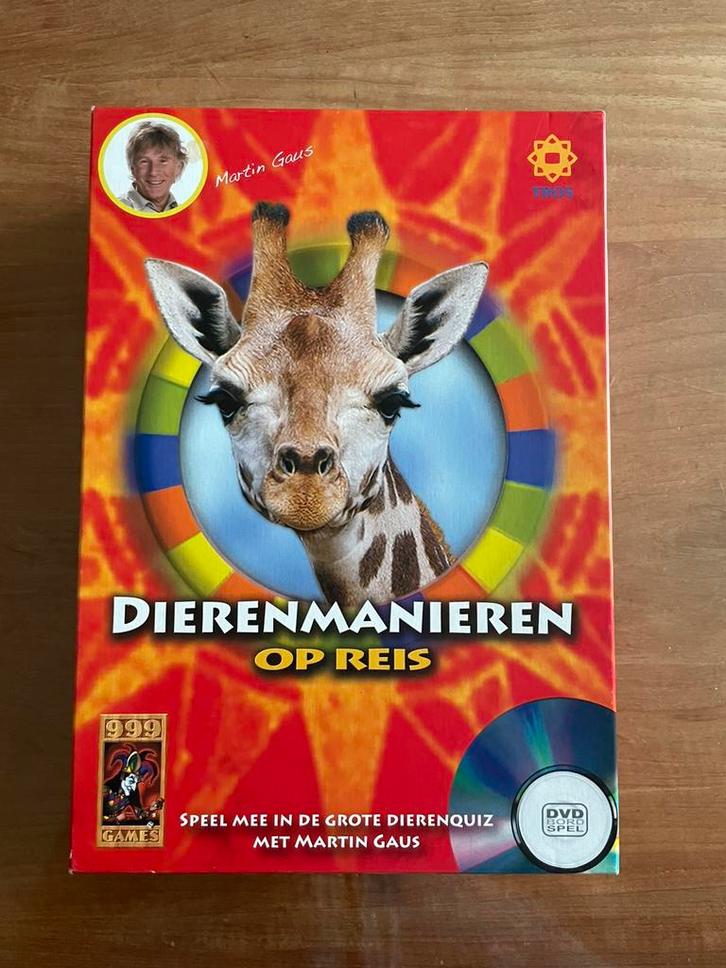 Martin Gaus
TROS
DIERENMANIEREN
OP REIS
999
GAMES
SPEEL MEE IN DE GROTE DIERENQUIZ
MET MARTIN GAUS
DVD
BORD
SPEL